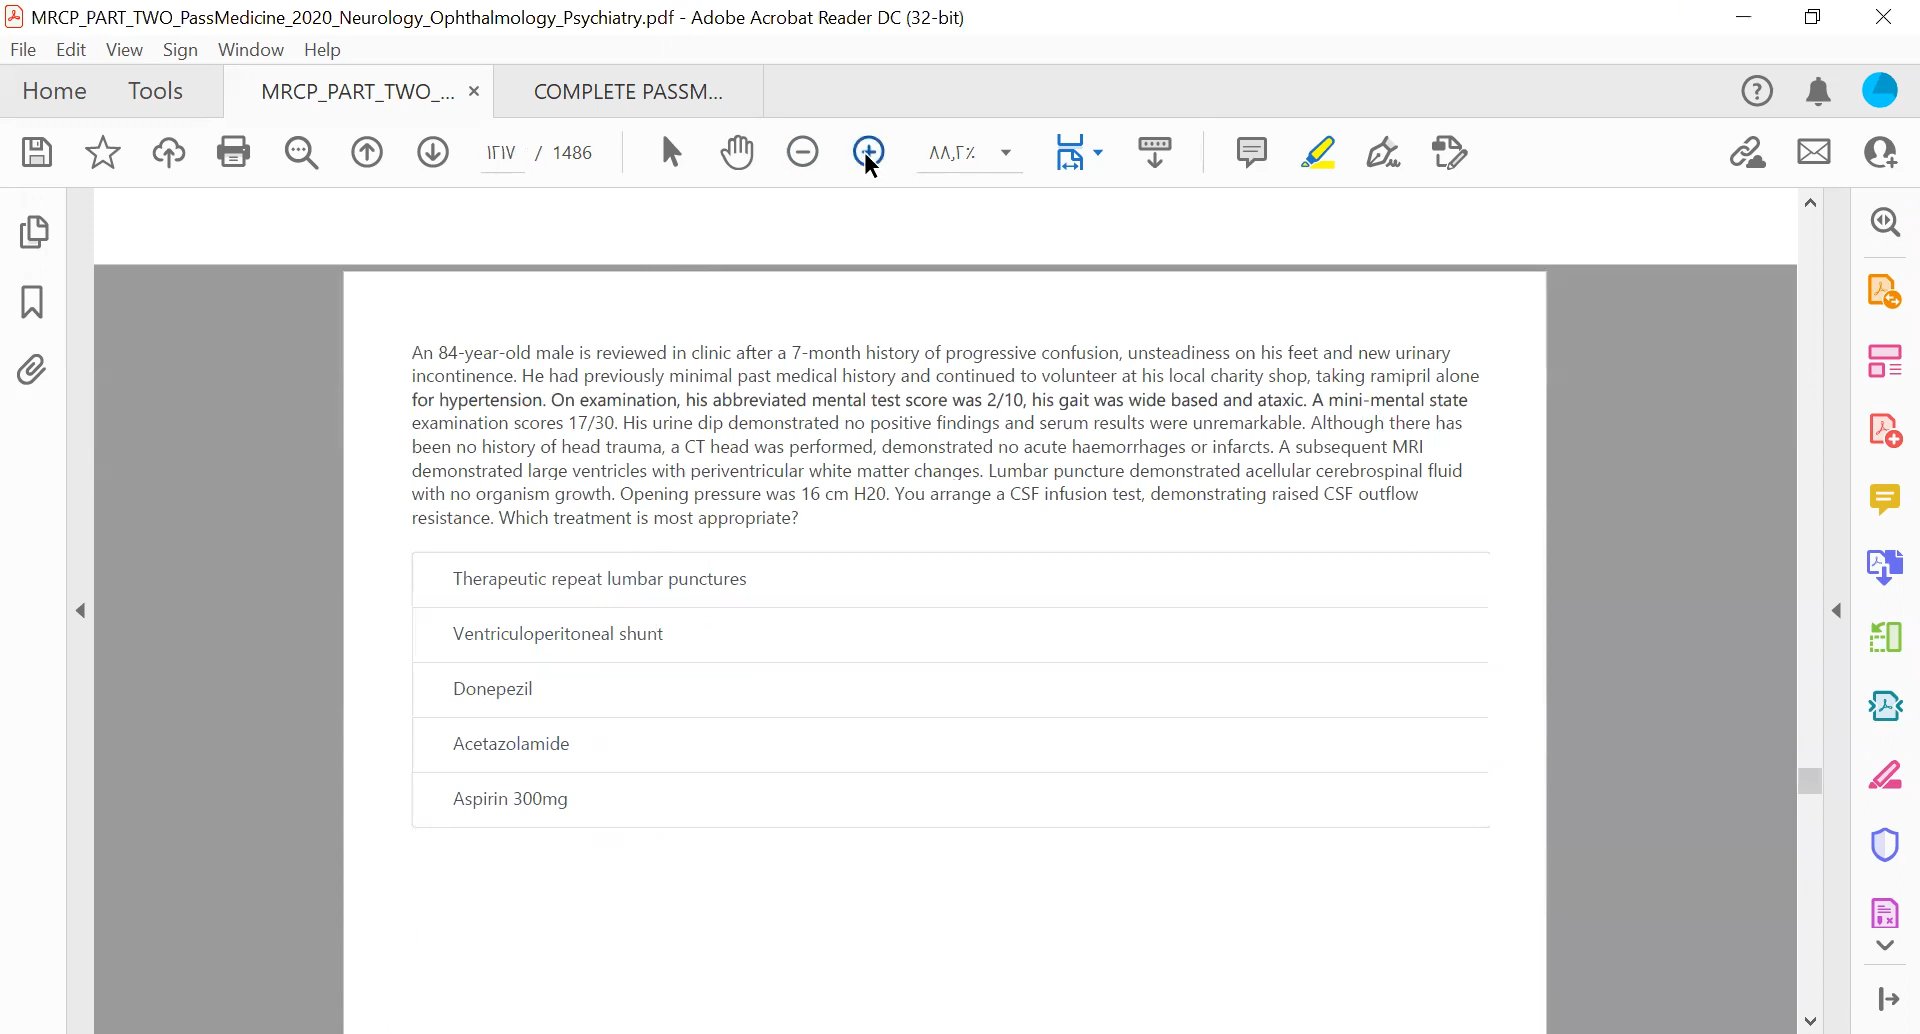 MRCP_PART_TWO_PassMedicine_2020_Neurology_Ophthalmology_Psychiatry.pdf - Adobe Acrobat Reader DC (32-bit)
File Edit View Sign Window Help
Home Tools MRCP_PART_TWO_... × COMPLETE PASSM...
١٢١٧ / 1486 ٨٨,٢٪
An 84-year-old male is reviewed in clinic after a 7-month history of progressive confusion, unsteadiness on his feet and new urinary
incontinence. He had previously minimal past medical history and continued to volunteer at his local charity shop, taking ramipril alone
for hypertension. On examination, his abbreviated mental test score was 2/10, his gait was wide based and ataxic. A mini-mental state
examination scores 17/30. His urine dip demonstrated no positive findings and serum results were unremarkable. Although there has
been no history of head trauma, a CT head was performed, demonstrated no acute haemorrhages or infarcts. A subsequent MRI
demonstrated large ventricles with periventricular white matter changes. Lumbar puncture demonstrated acellular cerebrospinal fluid
with no organism growth. Opening pressure was 16 cm H20. You arrange a CSF infusion test, demonstrating raised CSF outflow
resistance. Which treatment is most appropriate?
Therapeutic repeat lumbar punctures
Ventriculoperitoneal shunt
Donepezil
Acetazolamide
Aspirin 300mg